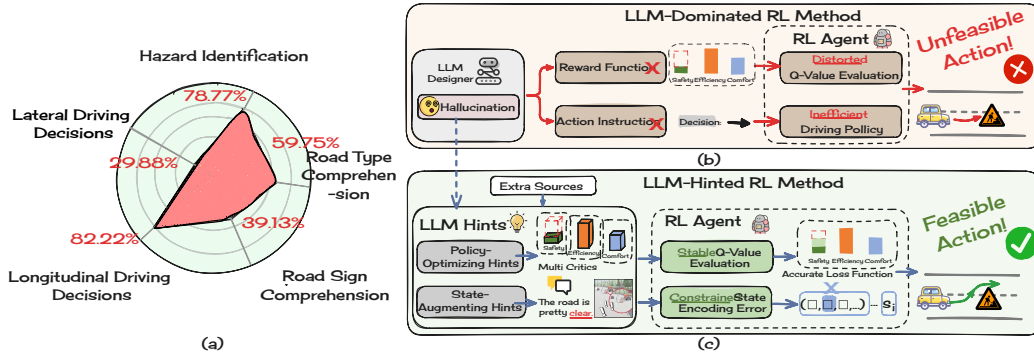 Hazard Identification
78.77%
Lateral Driving
Decisions
29.88%
59.75%
Road Type
Comprehen
-sion
39.13%
82.22%
Longitudinal Driving
Decisions
Road Sign
Comprehension
(a)
LLM-Dominated RL Method
LLM
Designer
Hallucination
Reward Function
Action Instruction
Safety Efficiency Comfort
Decision:
RL Agent
Distorted
Q-Value Evaluation
Inefficient
Driving Pollicy
Unfeasible
Action!
(b)
LLM-Hinted RL Method
Extra Sources
LLM Hints
Policy-
Optimizing Hints
State-
Augmenting Hints
Safety
Efficiency
Comfort
Multi Critics
The road is
pretty clear.
RL Agent
Stable Q-Value
Evaluation
Constrained State
Encoding Error
Safety Efficiency Comfort
Accurate Loss Function
X
(□,□ □,..) ... Si
Feasible
Action!
(c)